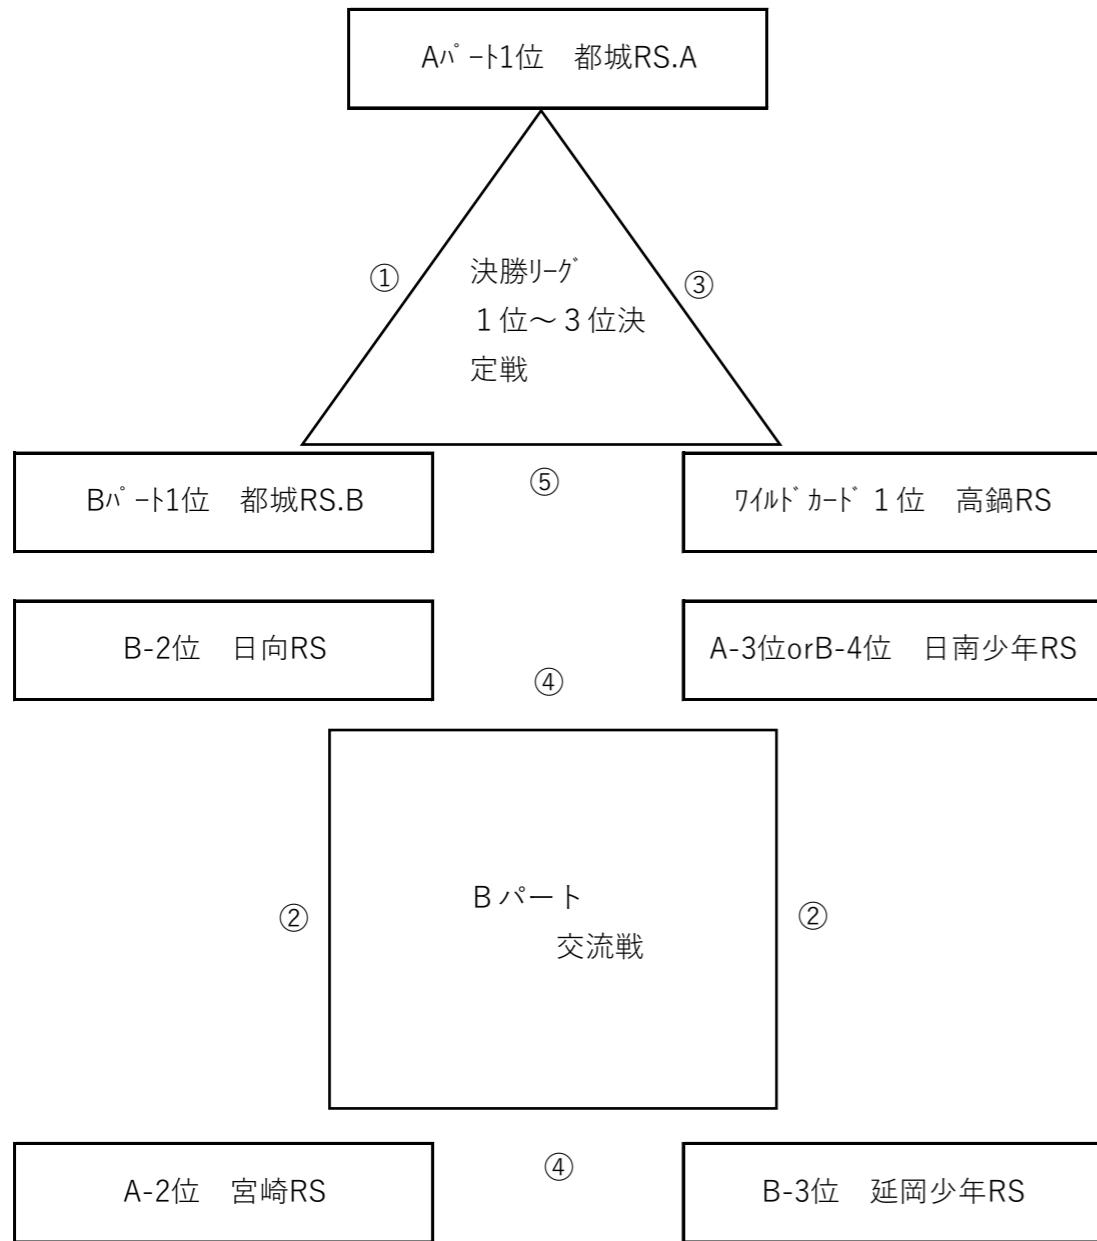 Aﾊﾟｰﾄ1位　都城RS.A
①
決勝ﾘｰｸﾞ
１位～３位決
定戦
③
Bﾊﾟｰﾄ1位　都城RS.B
⑤
ﾜｲﾙﾄﾞｶｰﾄﾞ１位　高鍋RS
B-2位　日向RS
④
A-3位orB-4位　日南少年RS
②
Ｂパート
交流戦
②
A-2位　宮崎RS
④
B-3位　延岡少年RS